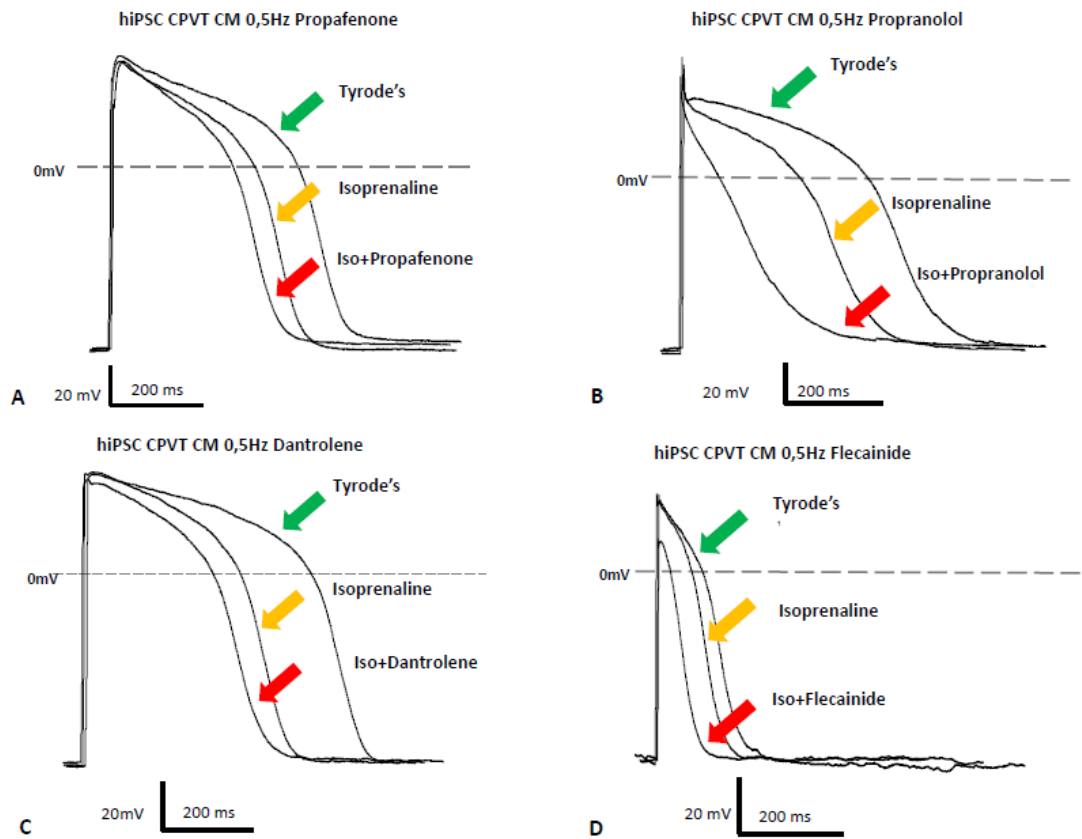 hiPSC CPVT CM 0,5Hz Propafenone
Tyrode's
0mV
Isoprenaline
Iso+Propafenone
A
20 mV
200 ms
hiPSC CPVT CM 0,5Hz Propranolol
Tyrode's
0mV
Isoprenaline
Iso+Propranolol
B
20 mV
200 ms
hiPSC CPVT CM 0,5Hz Dantrolene
Tyrode's
0mV
Isoprenaline
Iso+Dantrolene
C
20mV
200 ms
hiPSC CPVT CM 0,5Hz Flecainide
Tyrode's
0mV
Isoprenaline
Iso+Flecainide
D
20 mV
200 ms